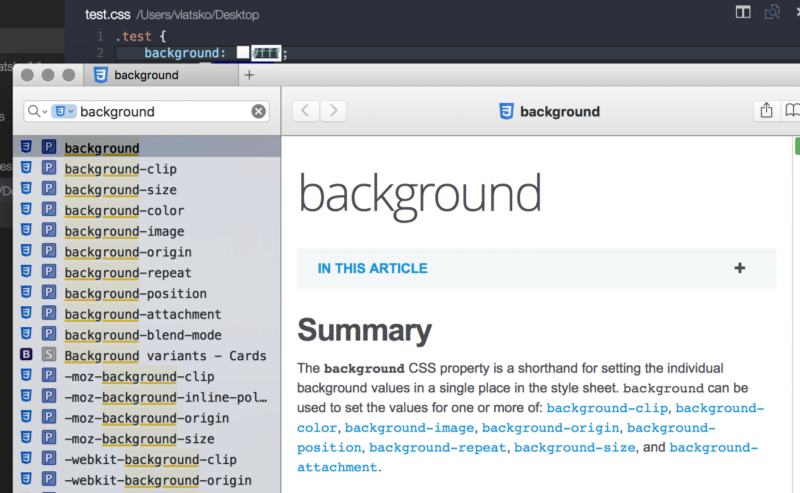 test.css /Users/viatsko/Desktop
1 .test {
2 background: #fff;
background
background
background
background
background
background-clip
background-size
background-color
background-image
background-origin
background-repeat
background-position
background-attachment
background-blend-mode
Background variants – Cards
-moz-background-clip
-moz-background-inline-pol…
-moz-background-origin
-moz-background-size
-webkit-background-clip
-webkit-background-origin
IN THIS ARTICLE
Summary
The background CSS property is a shorthand for setting the individual
background values in a single place in the style sheet. background can be
used to set the values for one or more of: background-clip, background-
color, background-image, background-origin, background-
position, background-repeat, background-size, and background-
attachment.